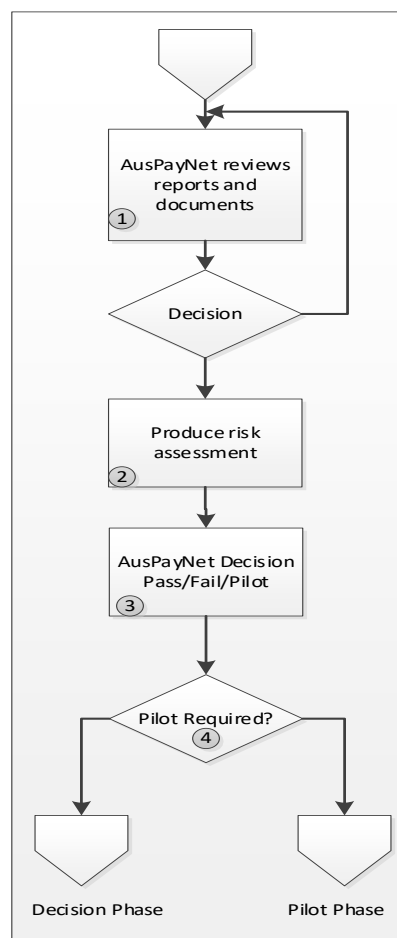 AusPayNet reviews
reports and
documents
1
Decision
Produce risk
assessment
2
AusPayNet Decision
Pass/Fail/Pilot
3
Pilot Required?
4
Decision Phase
Pilot Phase